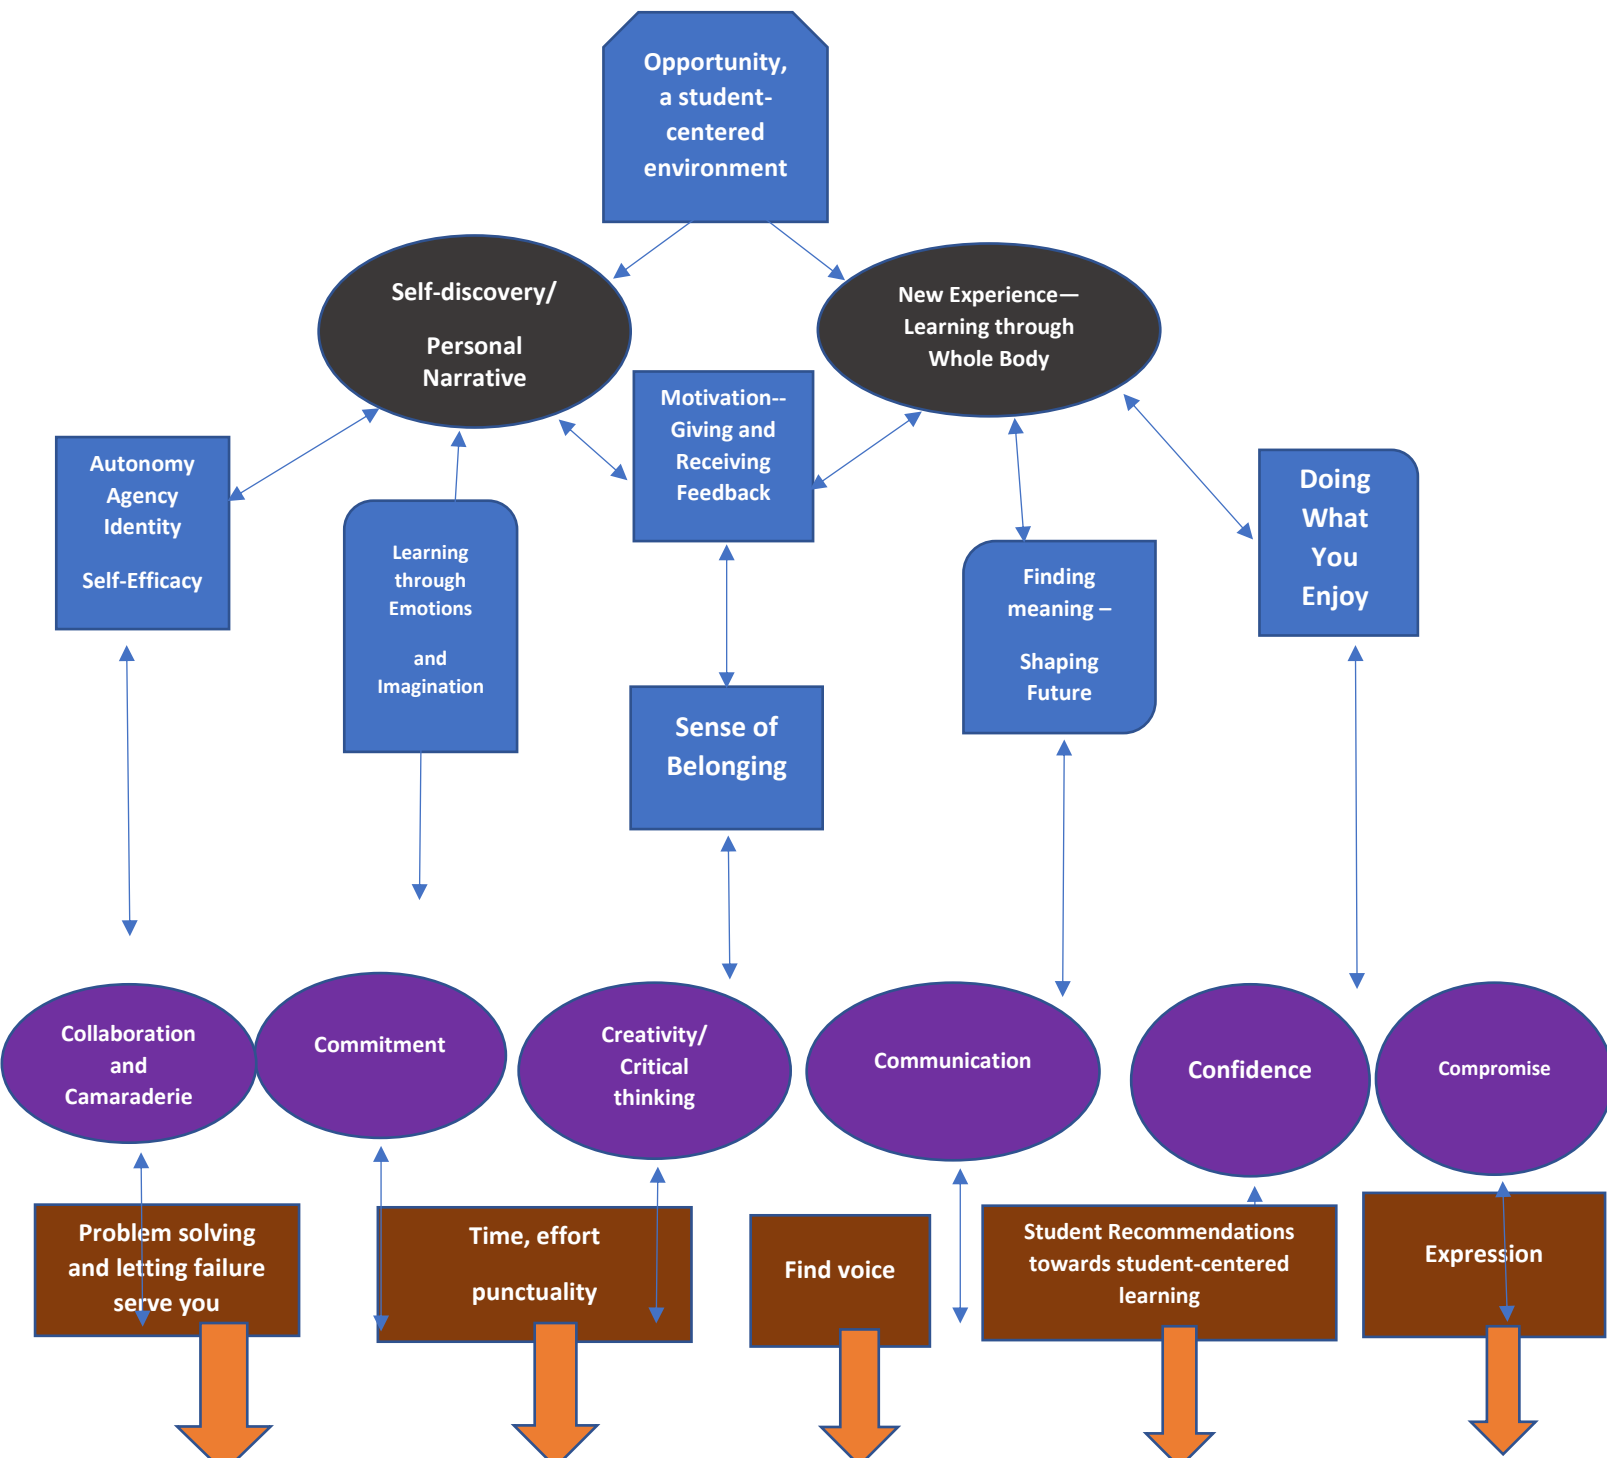 Opportunity,
a student-
centered
environment
Self-discovery/
Personal
Narrative
New Experience—
Learning through
Whole Body
Motivation--
Giving and
Receiving
Feedback
Autonomy
Agency
Identity
Self-Efficacy
Learning
through
Emotions
and
Imagination
Finding
meaning –
Shaping
Future
Doing
What
You
Enjoy
Sense of
Belonging
Collaboration
and
Camaraderie
Commitment
Creativity/
Critical
thinking
Communication
Confidence
Compromise
Problem solving
and letting failure
serve you
Time, effort
punctuality
Find voice
Student Recommendations
towards student-centered
learning
Expression